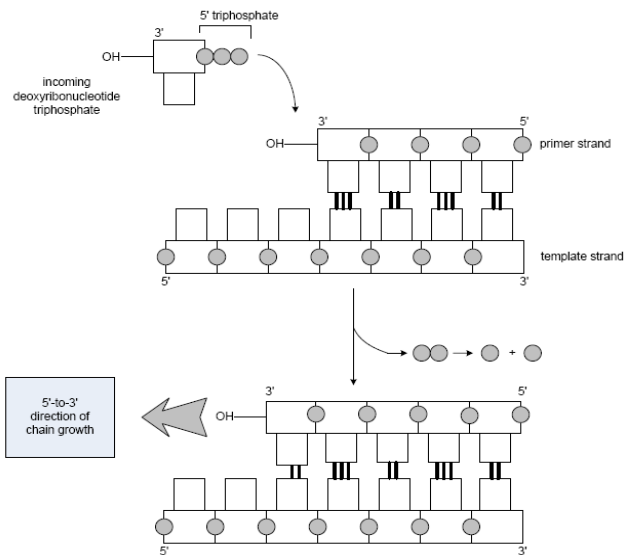 5' triphosphate
3'
OH
incoming
deoxyribonucleotide
triphosphate
3'
5'
OH
primer strand
template strand
5'
3'
+
3'
5'
5'-to-3'
direction of
chain growth
OH
5'
3'